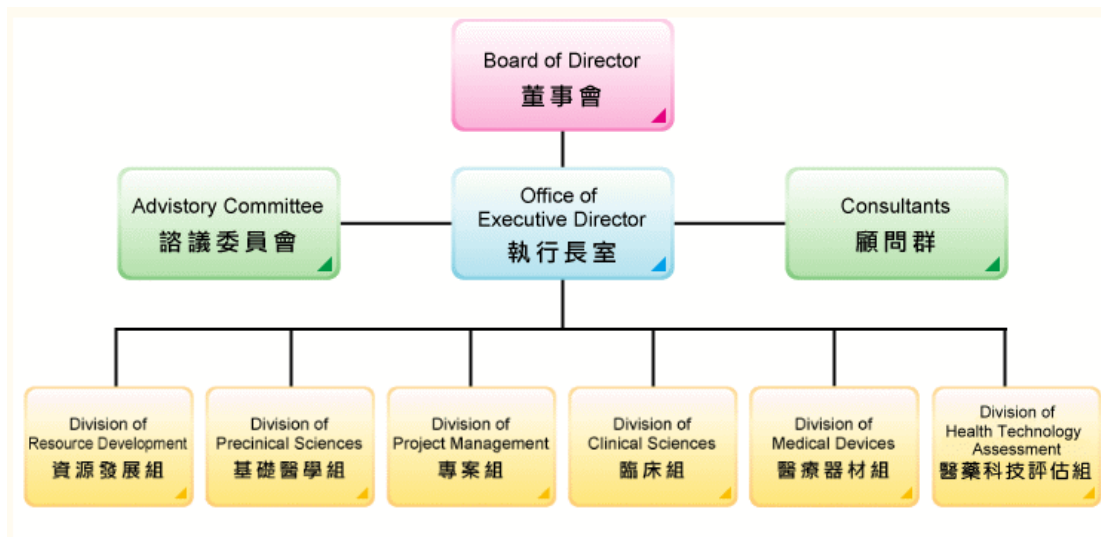 Board of Director
董事會
Advistory Committee
諮議委員會
Office of
Executive Director
執行長室
Consultants
顧問群
Division of
Resource Development
資源發展組
Division of
Precinical Sciences
基礎醫學組
Division of
Project Management
專案組
Division of
Clinical Sciences
臨床組
Division of
Medical Devices
醫療器材組
Division of
Health Technology
Assessment
醫藥科技評估組